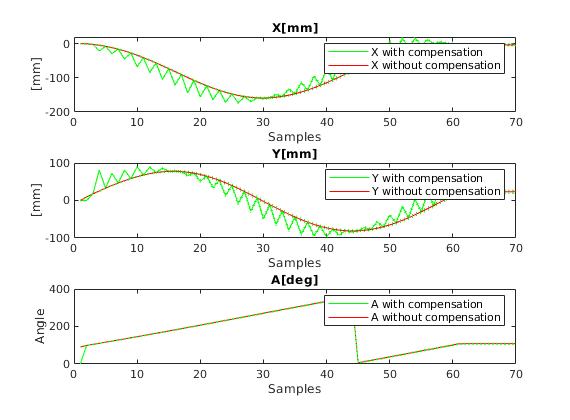 X[mm]
0
-100
-200
[mm]
X with compensation
X without compensation
0 10 20 30 40 50 60 70
Samples
Y[mm]
100
0
-100
[mm]
Y with compensation
Y without compensation
0 10 20 30 40 50 60 70
Samples
A[deg]
400
200
0
Angle
A with compensation
A without compensation
0 10 20 30 40 50 60 70
Samples